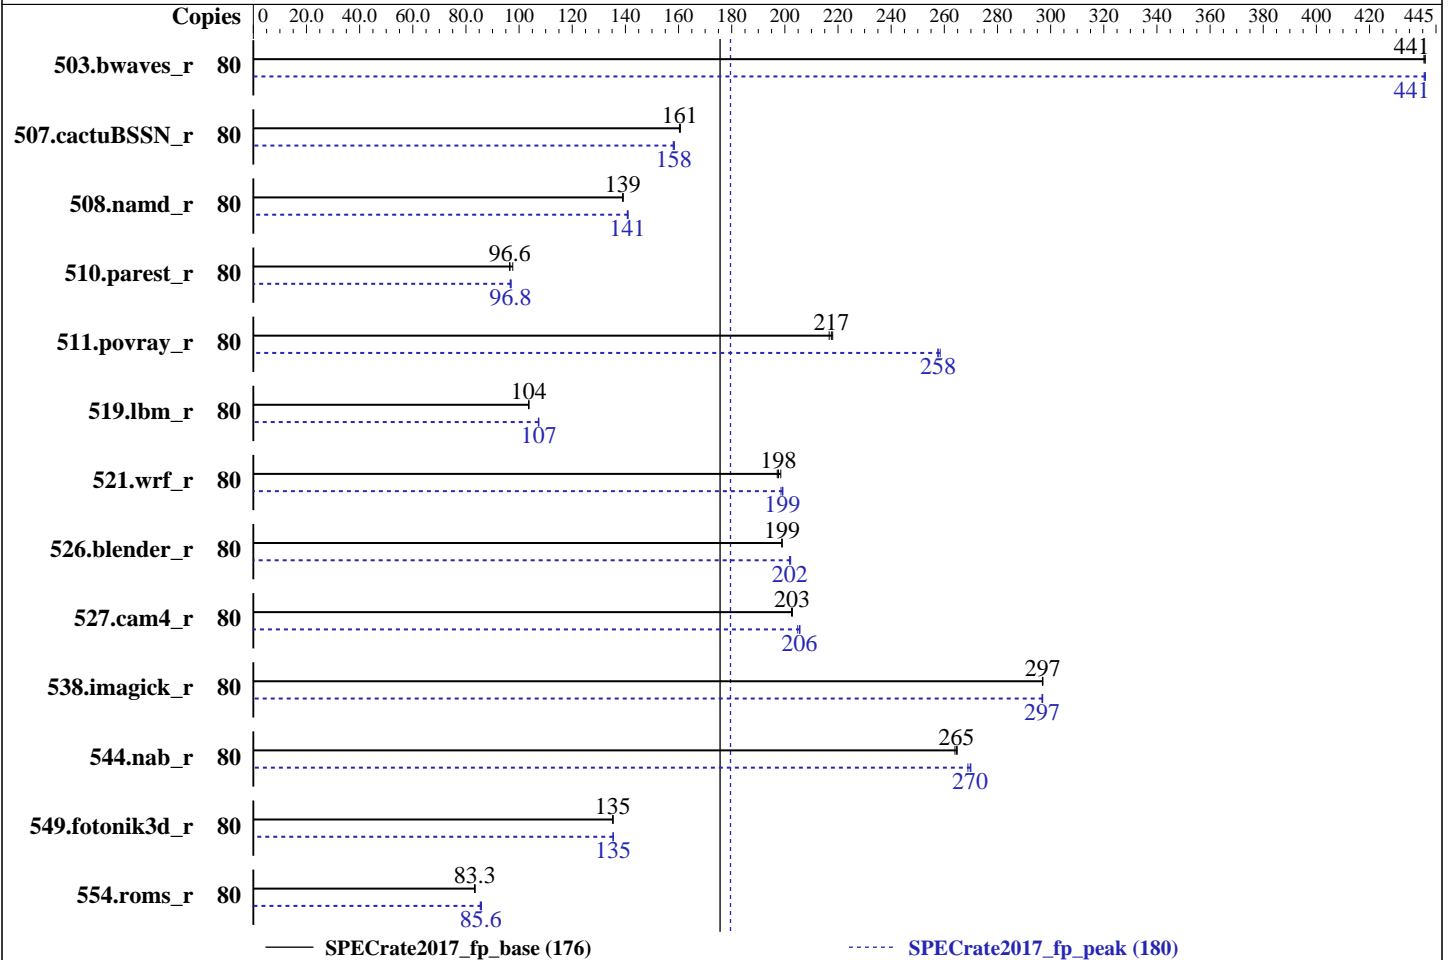 Copies 0 20.0 40.0 60.0 80.0 100 120 140 160 180 200 220 240 260 280 300 320 340 360 380 400 420 445
441
503.bwaves_r 80
441
161
507.cactuBSSN_r 80
158
139
508.namd_r 80
141
96.6
510.parest_r 80
96.8
217
511.povray_r 80
258
104
519.lbm_r 80
107
198
521.wrf_r 80
199
199
526.blender_r 80
202
203
527.cam4_r 80
206
297
538.imagick_r 80
297
265
544.nab_r 80
270
135
549.fotonik3d_r 80
135
83.3
554.roms_r 80
85.6
SPECrate2017_fp_base (176) SPECrate2017_fp_peak (180)